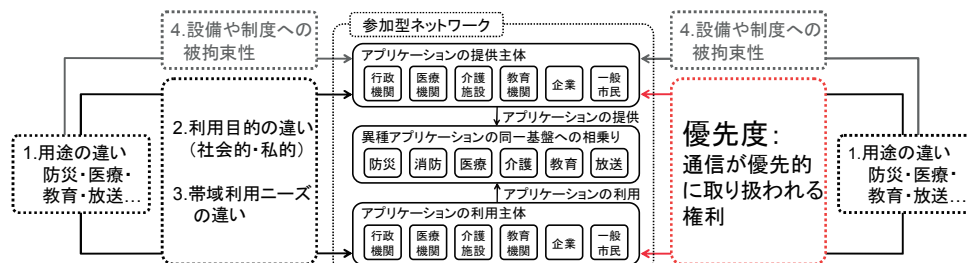 4.設備や制度への
被拘束性
1.用途の違い
防災・医療・
教育・放送…
2.利用目的の違い
(社会的・私的)
3.帯域利用ニーズ
の違い
参加型ネットワーク
アプリケーションの提供主体
行政
機関
医療
機関
介護
施設
教育
機関
企業
一般
市民
アプリケーションの提供
異種アプリケーションの同一基盤への相乗り
防災
消防
医療
介護
教育
放送
アプリケーションの利用
アプリケーションの利用主体
行政
機関
医療
機関
介護
施設
教育
機関
企業
一般
市民
4.設備や制度への
被拘束性
優先度:
通信が優先的
に取り扱われる
権利
1.用途の違い
防災・医療・
教育・放送…